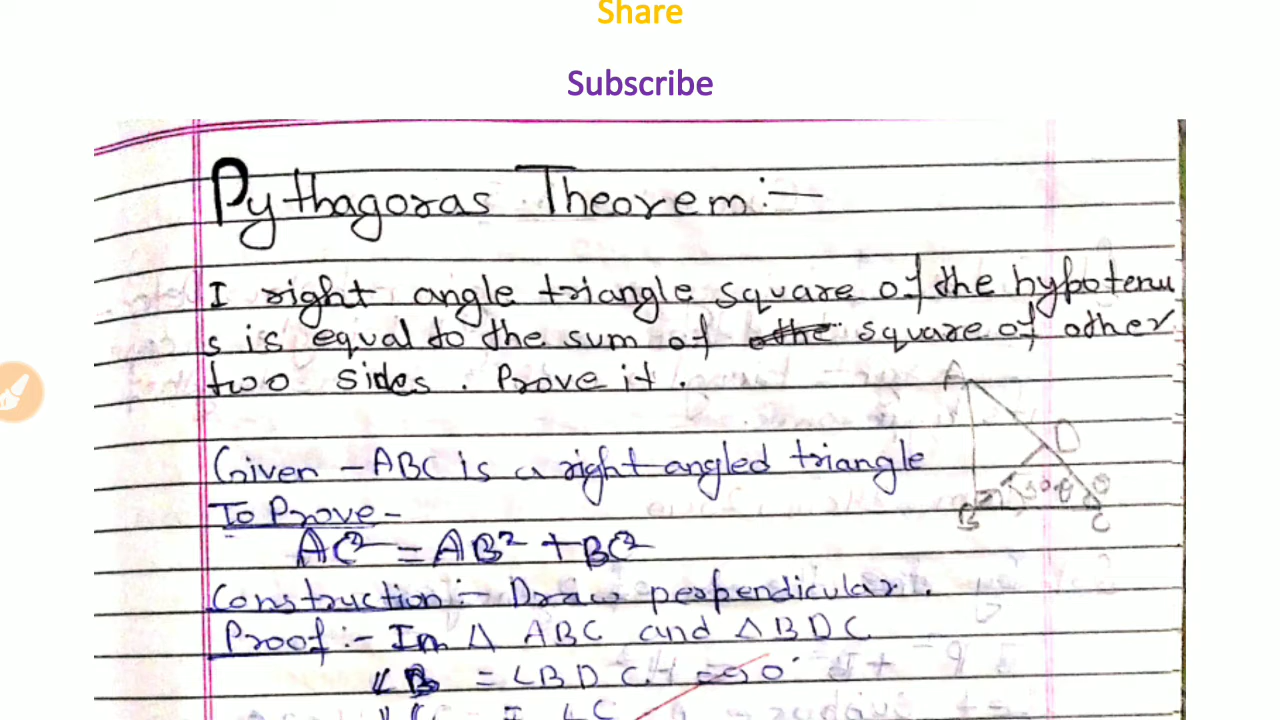 Share
Subscribe
Pythagoras Theorem :-
I right angle triangle square of the hypotenu
s is equal to the sum of square of other
two sides. Prove it.
A
D
Given - ABC is a right angled triangle
90-θ θ
B C
To Prove -
AC² = AB² + BC²
Construction :- Draw perpendicular.
Proof :- In Δ ABC and Δ BDC
∠B = ∠BDC = 90°
∠C = ∠C